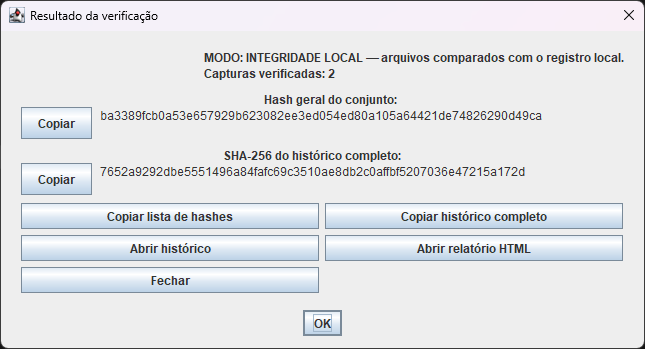 Resultado da verificação
MODO: INTEGRIDADE LOCAL — arquivos comparados com o registro local.
Capturas verificadas: 2
Hash geral do conjunto:
Copiar
ba3389fcb0a53e657929b623082ee3ed054ed80a105a64421de74826290d49ca
SHA-256 do histórico completo:
Copiar
7652a9292dbe5551496a84fafc69c3510ae8db2c0affbf5207036e47215a172d
Copiar lista de hashes
Copiar histórico completo
Abrir histórico
Abrir relatório HTML
Fechar
OK